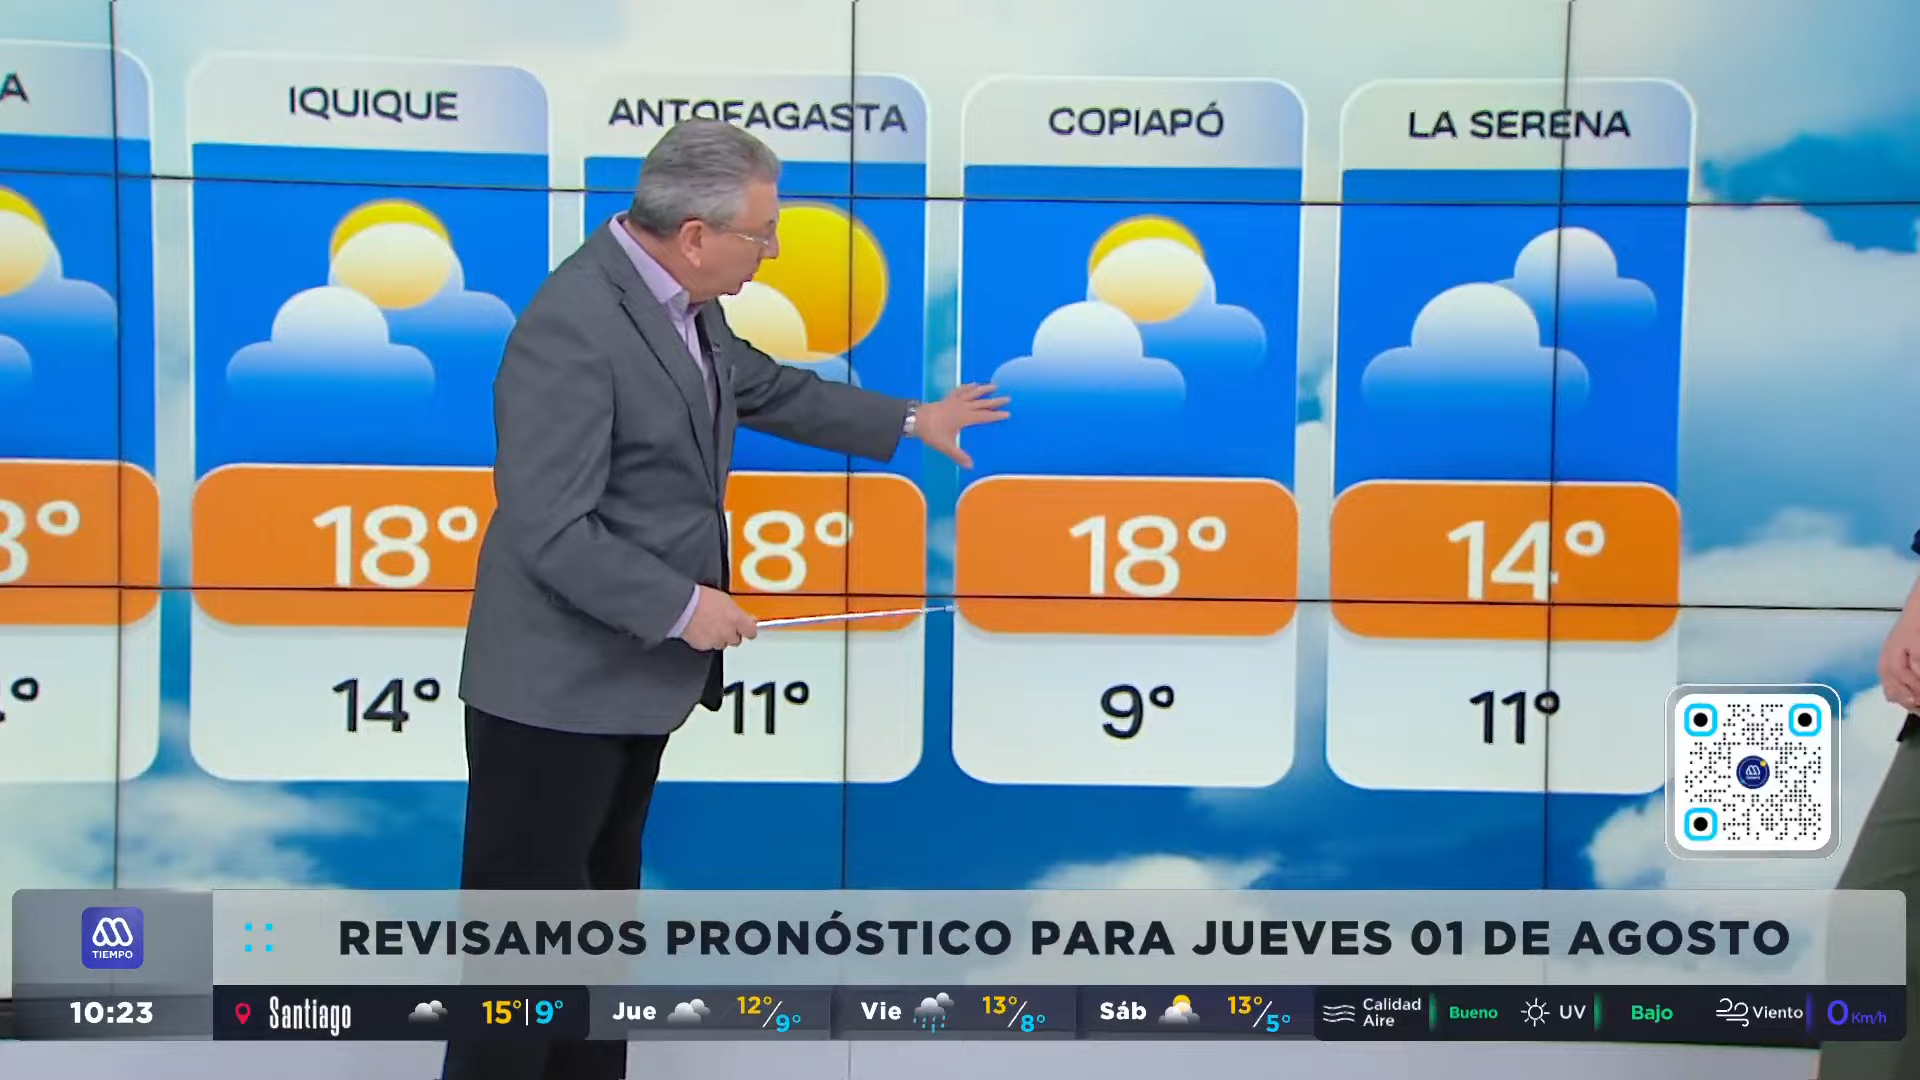 IQUIQUE
ANTOFAGASTA
COPIAPÓ
LA SERENA
18°
18°
14°
14°
11°
9°
11°
REVISAMOS PRONÓSTICO PARA JUEVES 01 DE AGOSTO
TIEMPO
10:23
Santiago 15° 9° Jue 12°/9° Vie 13°/8° Sáb 13°/5° Calidad Aire Bueno UV Bajo Viento 0 Km/h